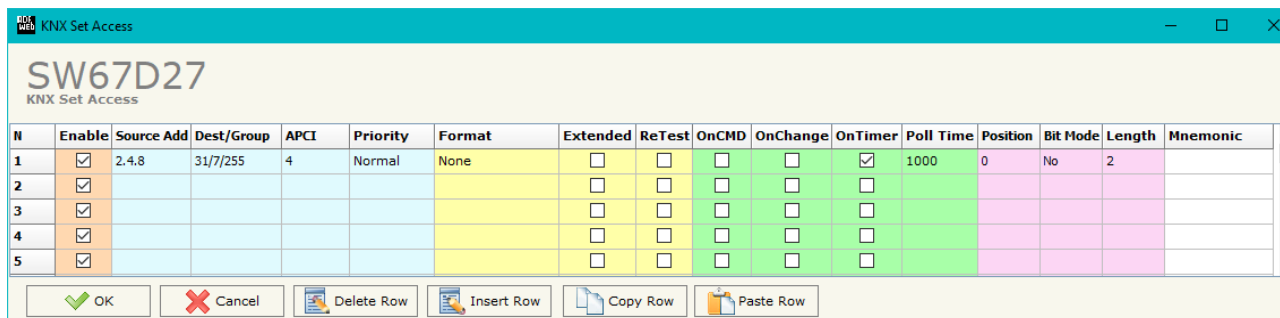 ADF WEB KNX Set Access
SW67D27
KNX Set Access
N Enable Source Add Dest/Group APCI Priority Format Extended ReTest OnCMD OnChange OnTimer Poll Time Position Bit Mode Length Mnemonic
1 2.4.8 31/7/255 4 Normal None 1000 0 No 2
2
3
4
5
OK Cancel Delete Row Insert Row Copy Row Paste Row